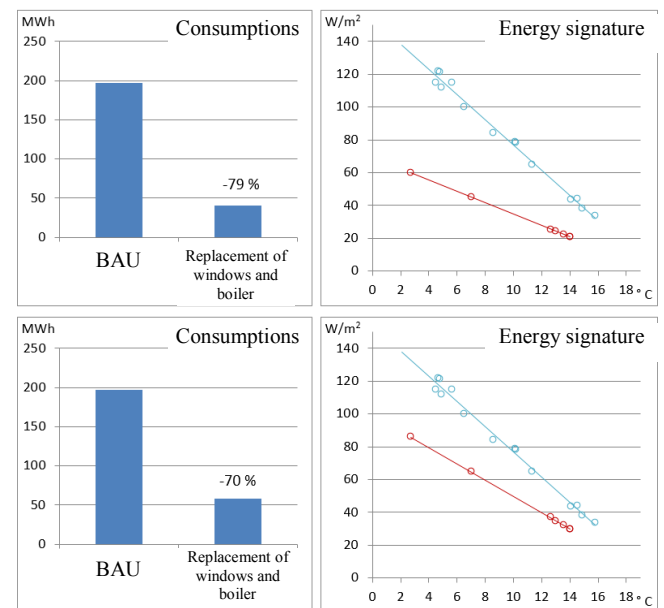 MWh
Consumptions
250
200
150
100
50
0
-79 %
BAU
Replacement of
windows and
boiler
W/m²
Energy signature
140
120
100
80
60
40
20
0
0 2 4 6 8 10 12 14 16 18 ° C
MWh
Consumptions
250
200
150
100
50
0
-70 %
BAU
Replacement of
windows and
boiler
W/m²
Energy signature
140
120
100
80
60
40
20
0
0 2 4 6 8 10 12 14 16 18 ° C